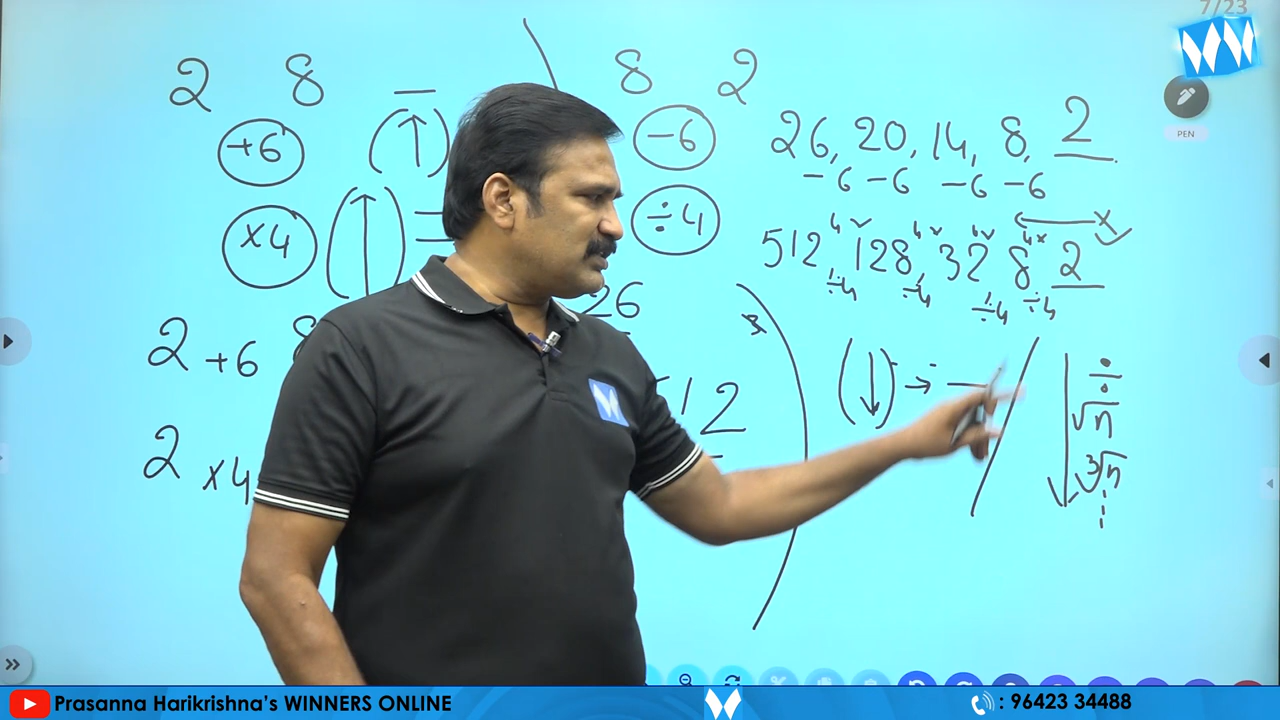 7/23
2 8 _ 8 2
+6 (↑) -6
26, 20, 14, 8, 2
-6 -6 -6 -6
PEN
×4 (↑) = ÷4
512 128 32 8 2
÷4 ÷4 ÷4 ÷4
2 +6 8 26
2 ×4 512
(↓) → —
÷
√n
³√n
Prasanna Harikrishna's WINNERS ONLINE
: 96423 34488